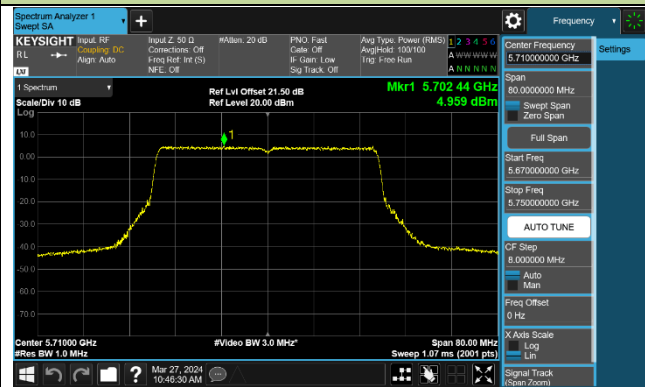 Spectrum Analyzer 1
Swept SA
Frequency
KEYSIGHT
RL
LXI
Input: RF
Coupling: DC
Align: Auto
Input Z: 50 Ω
Corrections: Off
Freq Ref: Int (S)
NFE: Off
#Atten: 20 dB
PNO: Fast
Gate: Off
IF Gain: Low
Sig Track: Off
Avg Type: Power (RMS)
Avg|Hold: 100/100
Trig: Free Run
1 2 3 4 5 6
A W W W W W
A N N N N N
1 Spectrum
Scale/Div 10 dB
Log
Ref Lvl Offset 21.50 dB
Ref Level 20.00 dBm
Mkr1 5.702 44 GHz
4.959 dBm
1
10.0
0.00
-10.0
-20.0
-30.0
-40.0
-50.0
-60.0
-70.0
Center 5.71000 GHz
#Res BW 1.0 MHz
#Video BW 3.0 MHz*
Span 80.00 MHz
Sweep 1.07 ms (2001 pts)
Mar 27, 2024
10:46:30 AM
Center Frequency
5.710000000 GHz
Settings
Span
80.0000000 MHz
Swept Span
Zero Span
Full Span
Start Freq
5.670000000 GHz
Stop Freq
5.750000000 GHz
AUTO TUNE
CF Step
8.000000 MHz
Auto
Man
Freq Offset
0 Hz
X Axis Scale
Log
Lin
Signal Track
(Span Zoom)